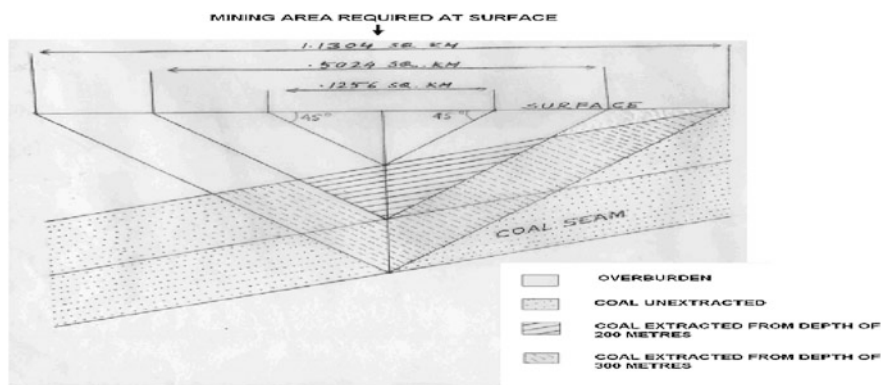 MINING AREA REQUIRED AT SURFACE
1.1304 SQ. KM
.5024 SQ. KM
.1256 SQ. KM
SURFACE
45°
45°
COAL SEAM
OVERBURDEN
COAL UNEXTRACTED
COAL EXTRACTED FROM DEPTH OF
200 METRES
COAL EXTRACTED FROM DEPTH OF
300 METRES